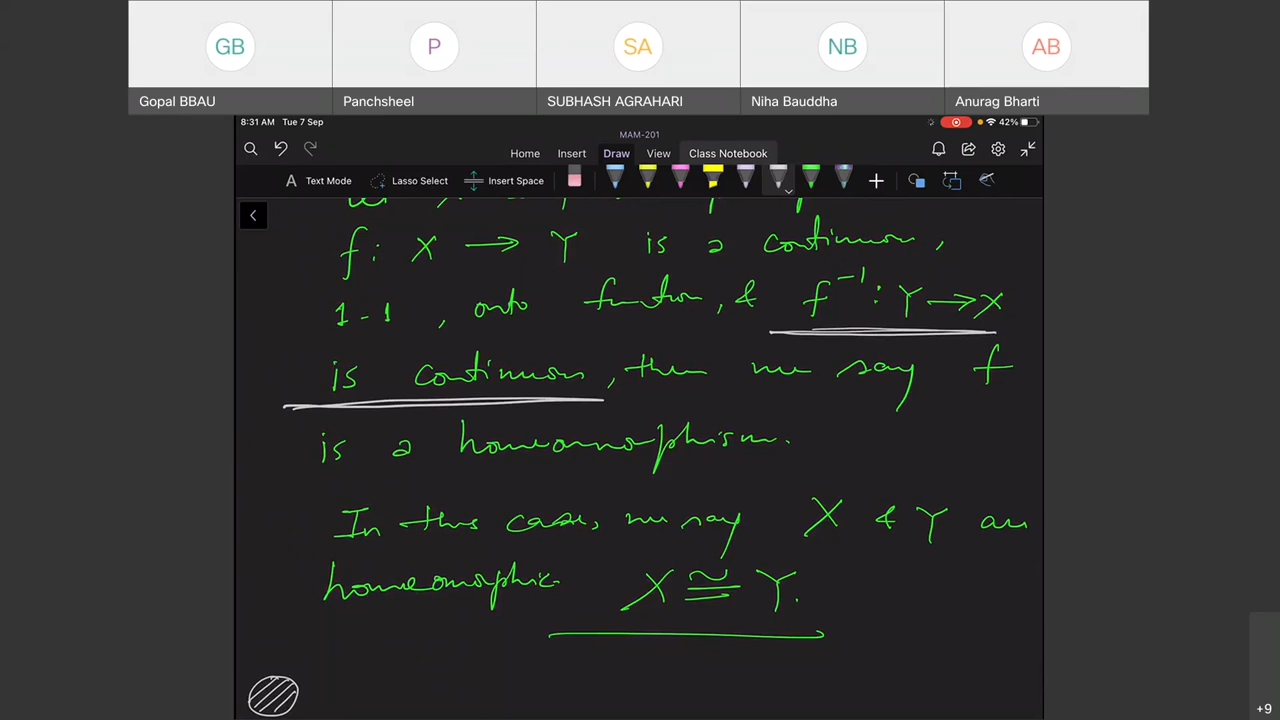 GB P SA NB AB
Gopal BBAU Panchsheel SUBHASH AGRAHARI Niha Bauddha Anurag Bharti
8:31 AM Tue 7 Sep 42%
MAM-201
Home Insert Draw View Class Notebook
Text Mode Lasso Select Insert Space
f: X → Y is a continuous,
1-1, onto function, & f⁻¹: Y → X
is continuous, then we say f
is a homeomorphism.
In this case, we say X & Y are
homeomorphic X ≅ Y.
+9